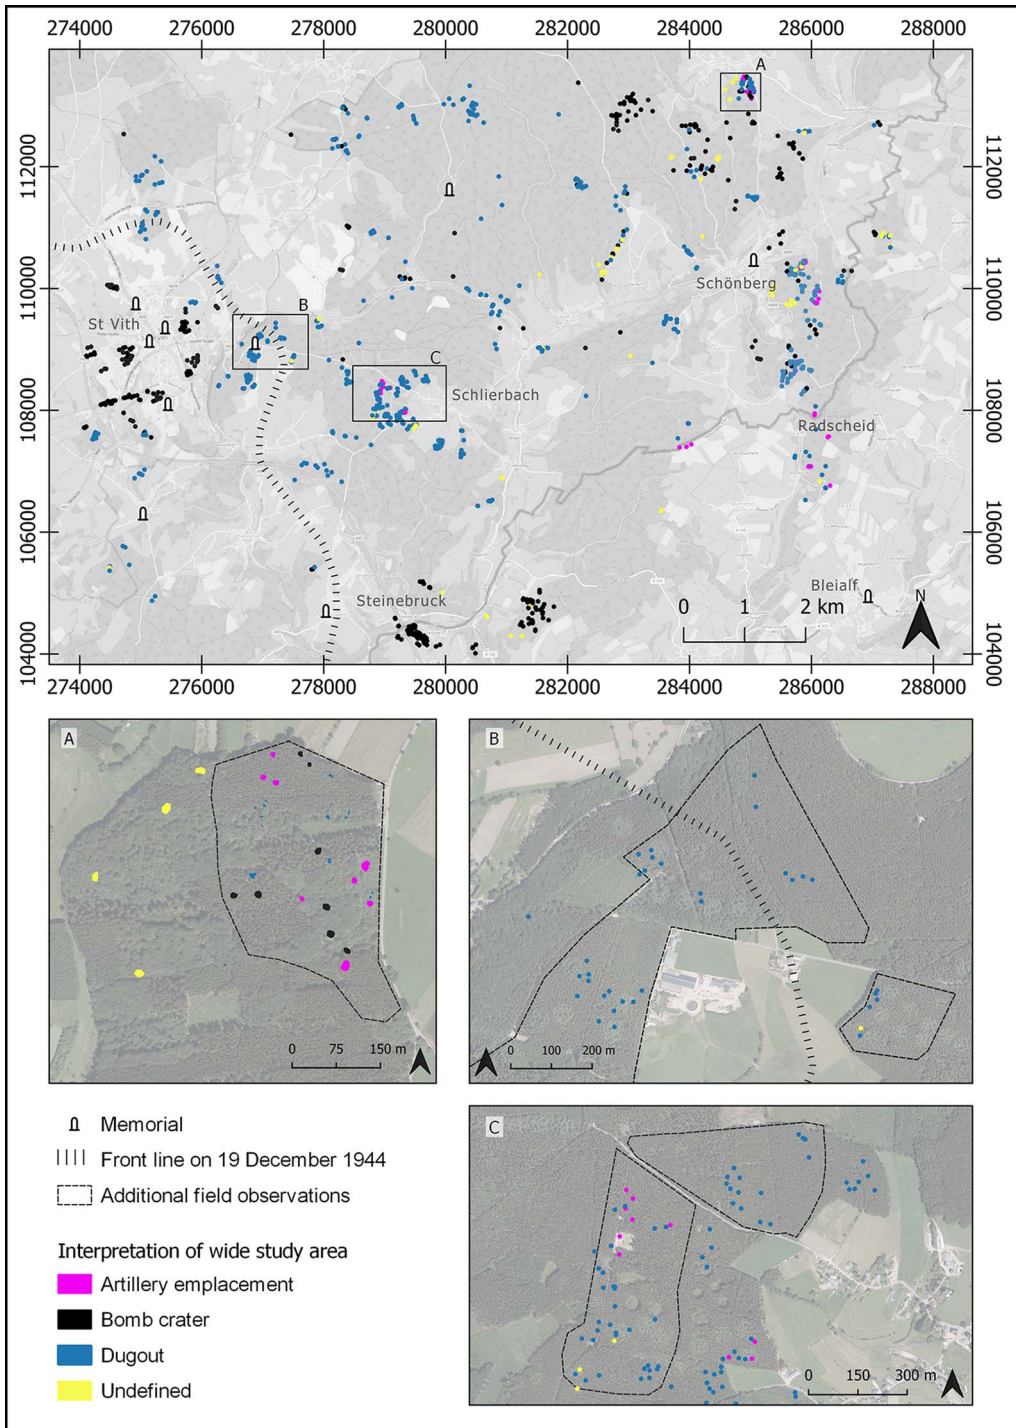 274000 276000 278000 280000 282000 284000 286000 288000
A
112000 112000
B
110000 110000
Schönberg
St Vith
C
Schlierbach
108000 108000
Radscheid
106000 106000
Steinebruck
Bleialf
N
0 1 2 km
104000 104000
274000 276000 278000 280000 282000 284000 286000 288000
A
0 75 150 m
B
0 100 200 m
Memorial
Front line on 19 December 1944
Additional field observations
Interpretation of wide study area
Artillery emplacement
Bomb crater
Dugout
Undefined
C
0 150 300 m